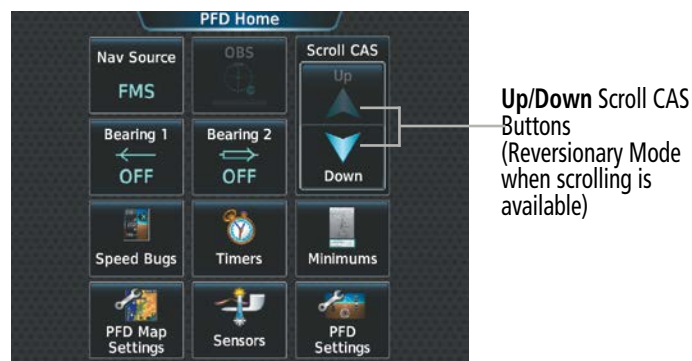 PFD Home
Nav Source
FMS
OBS
Scroll CAS
Up
Down
Bearing 1
OFF
Bearing 2
OFF
Speed Bugs
Timers
Minimums
PFD Map
Settings
Sensors
PFD
Settings
Up/Down Scroll CAS
Buttons
(Reversionary Mode
when scrolling is
available)